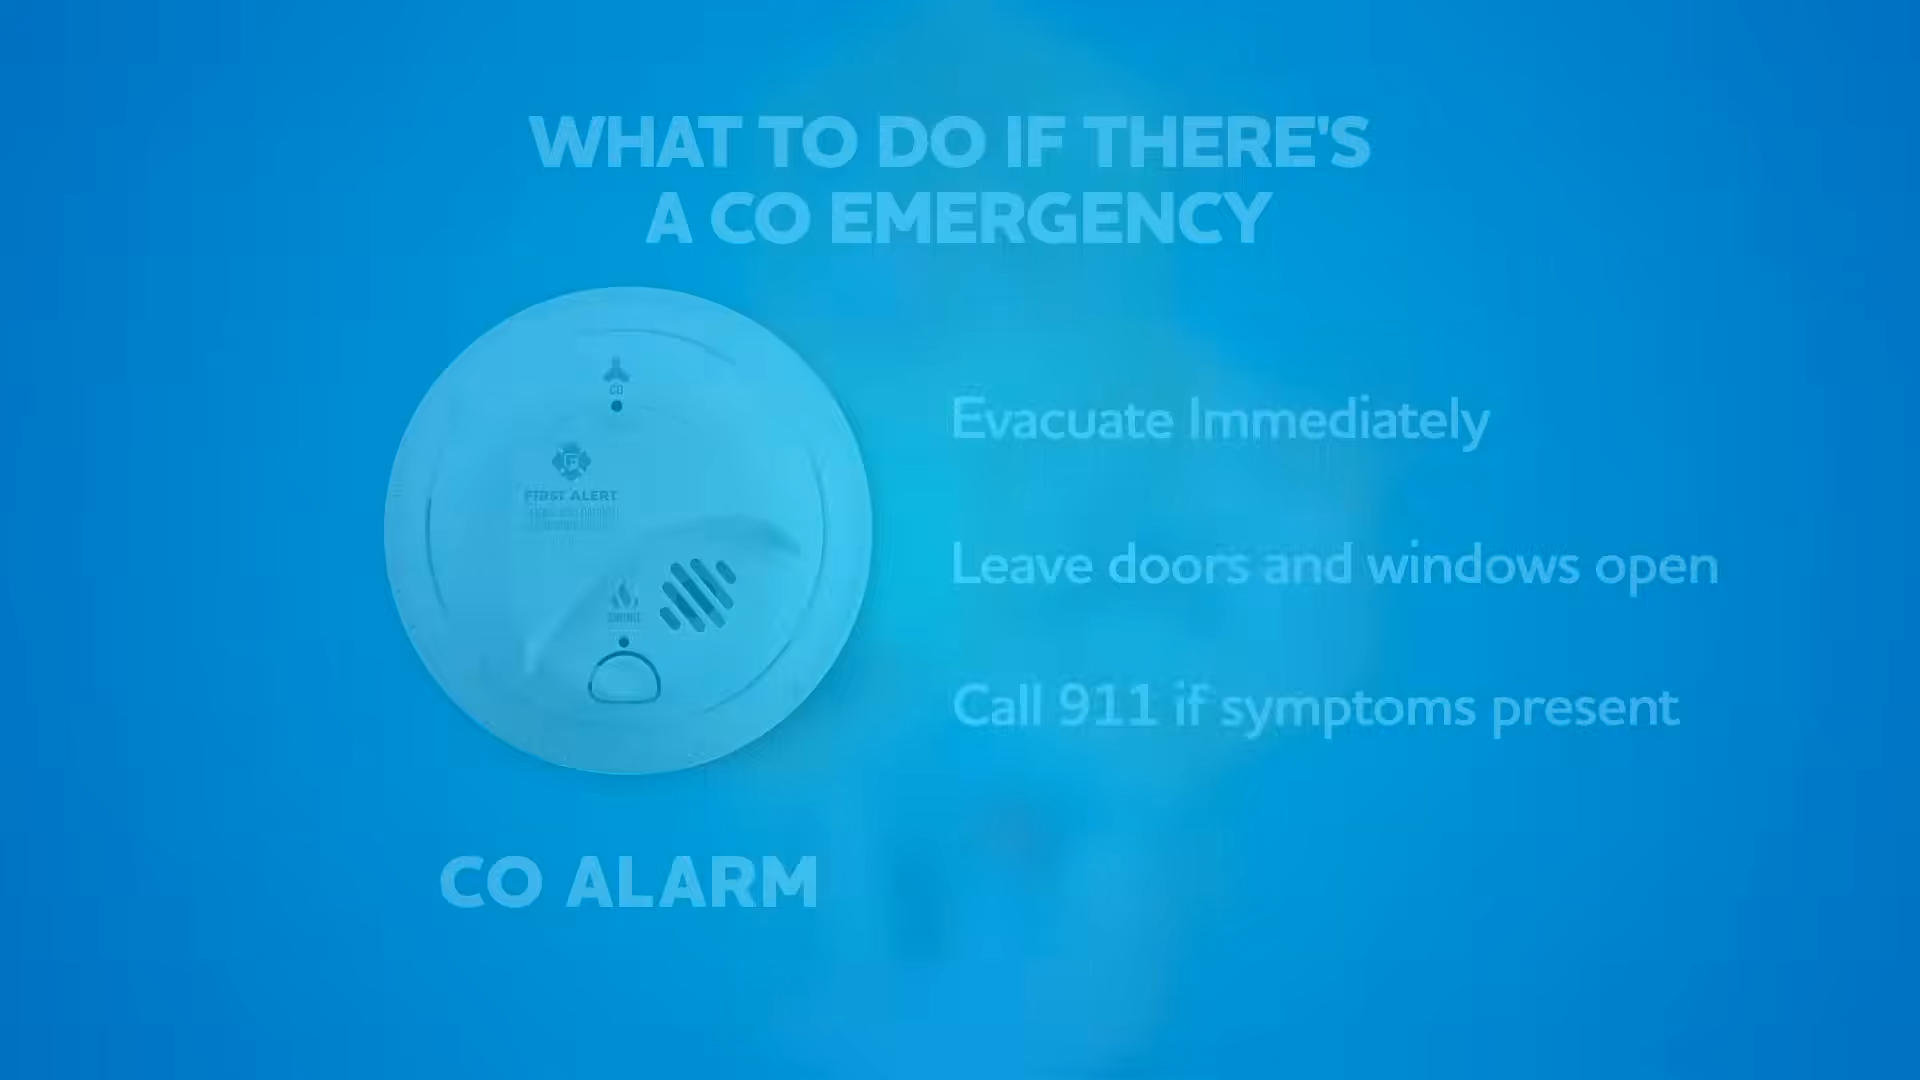 WHAT TO DO IF THERE'S
A CO EMERGENCY
CO
FIRST ALERT
SMOKE
Evacuate Immediately
Leave doors and windows open
Call 911 if symptoms present
CO ALARM